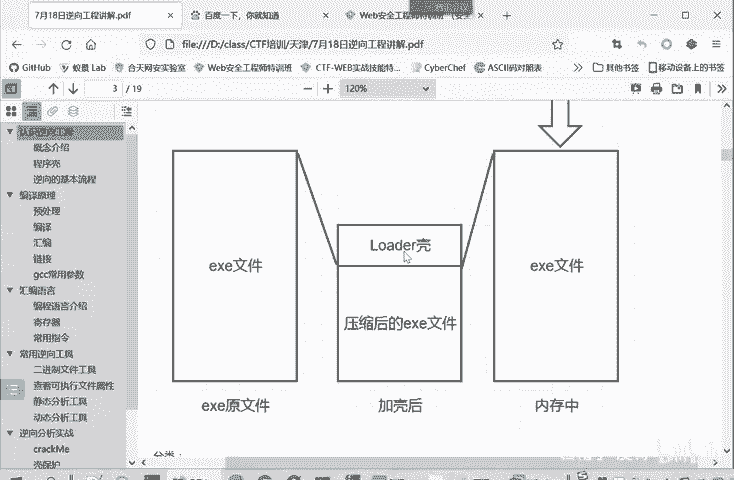 7月18日逆向工程讲解.pdf
百度一下，你就知道
Web安全工程师特训班
file:///D:/class/CTF培训/天津/7月18日逆向工程讲解.pdf
GitHub
蚁景 Lab
合天网安实验室
Web安全工程师特训班
CTF-WEB实战技能特...
CyberChef
ASCII码对照表
其他书签
移动设备上的书签
3 / 19
120%
认识逆向工程
概念介绍
程序壳
逆向的基本流程
编译原理
预处理
编译
汇编
链接
gcc常用参数
汇编语言
编程语言介绍
寄存器
常用指令
常用逆向工具
二进制文件工具
查看可执行文件属性
静态分析工具
动态分析工具
逆向分析实战
crackMe
壳保护
exe文件
Loader壳
压缩后的exe文件
exe文件
exe原文件
加壳后
内存中